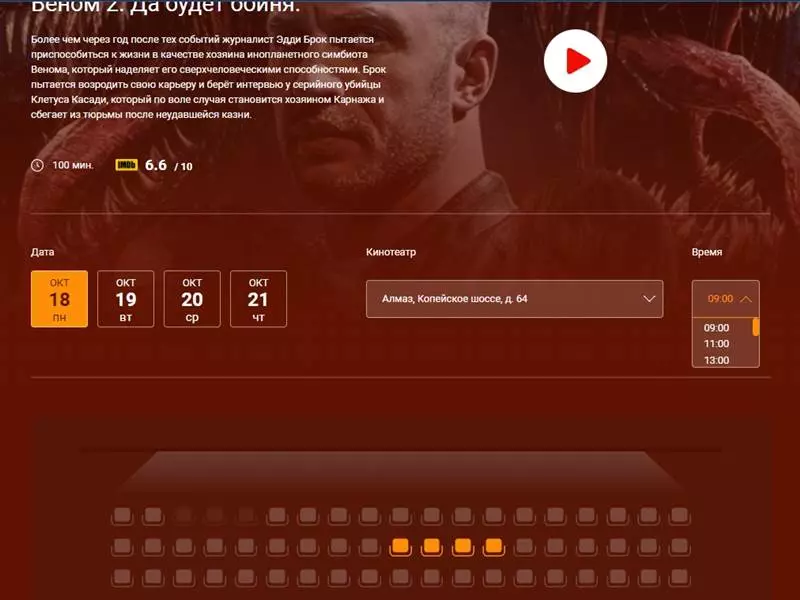 Веном 2. Да будет бойня.
Более чем через год после тех событий журналист Эдди Брок пытается
приспособиться к жизни в качестве хозяина инопланетного симбиота
Венома, который наделяет его сверхчеловеческими способностями. Брок
пытается возродить свою карьеру и берёт интервью у серийного убийцы
Клетуса Касади, который по воле случая становится хозяином Карнажа и
сбегает из тюрьмы после неудавшейся казни.
100 мин. IMDb 6.6 / 10
Дата
ОКТ
18
пн
ОКТ
19
вт
ОКТ
20
ср
ОКТ
21
чт
Кинотеатр
Алмаз, Копейское шоссе, д. 64
Время
09:00
09:00
11:00
13:00